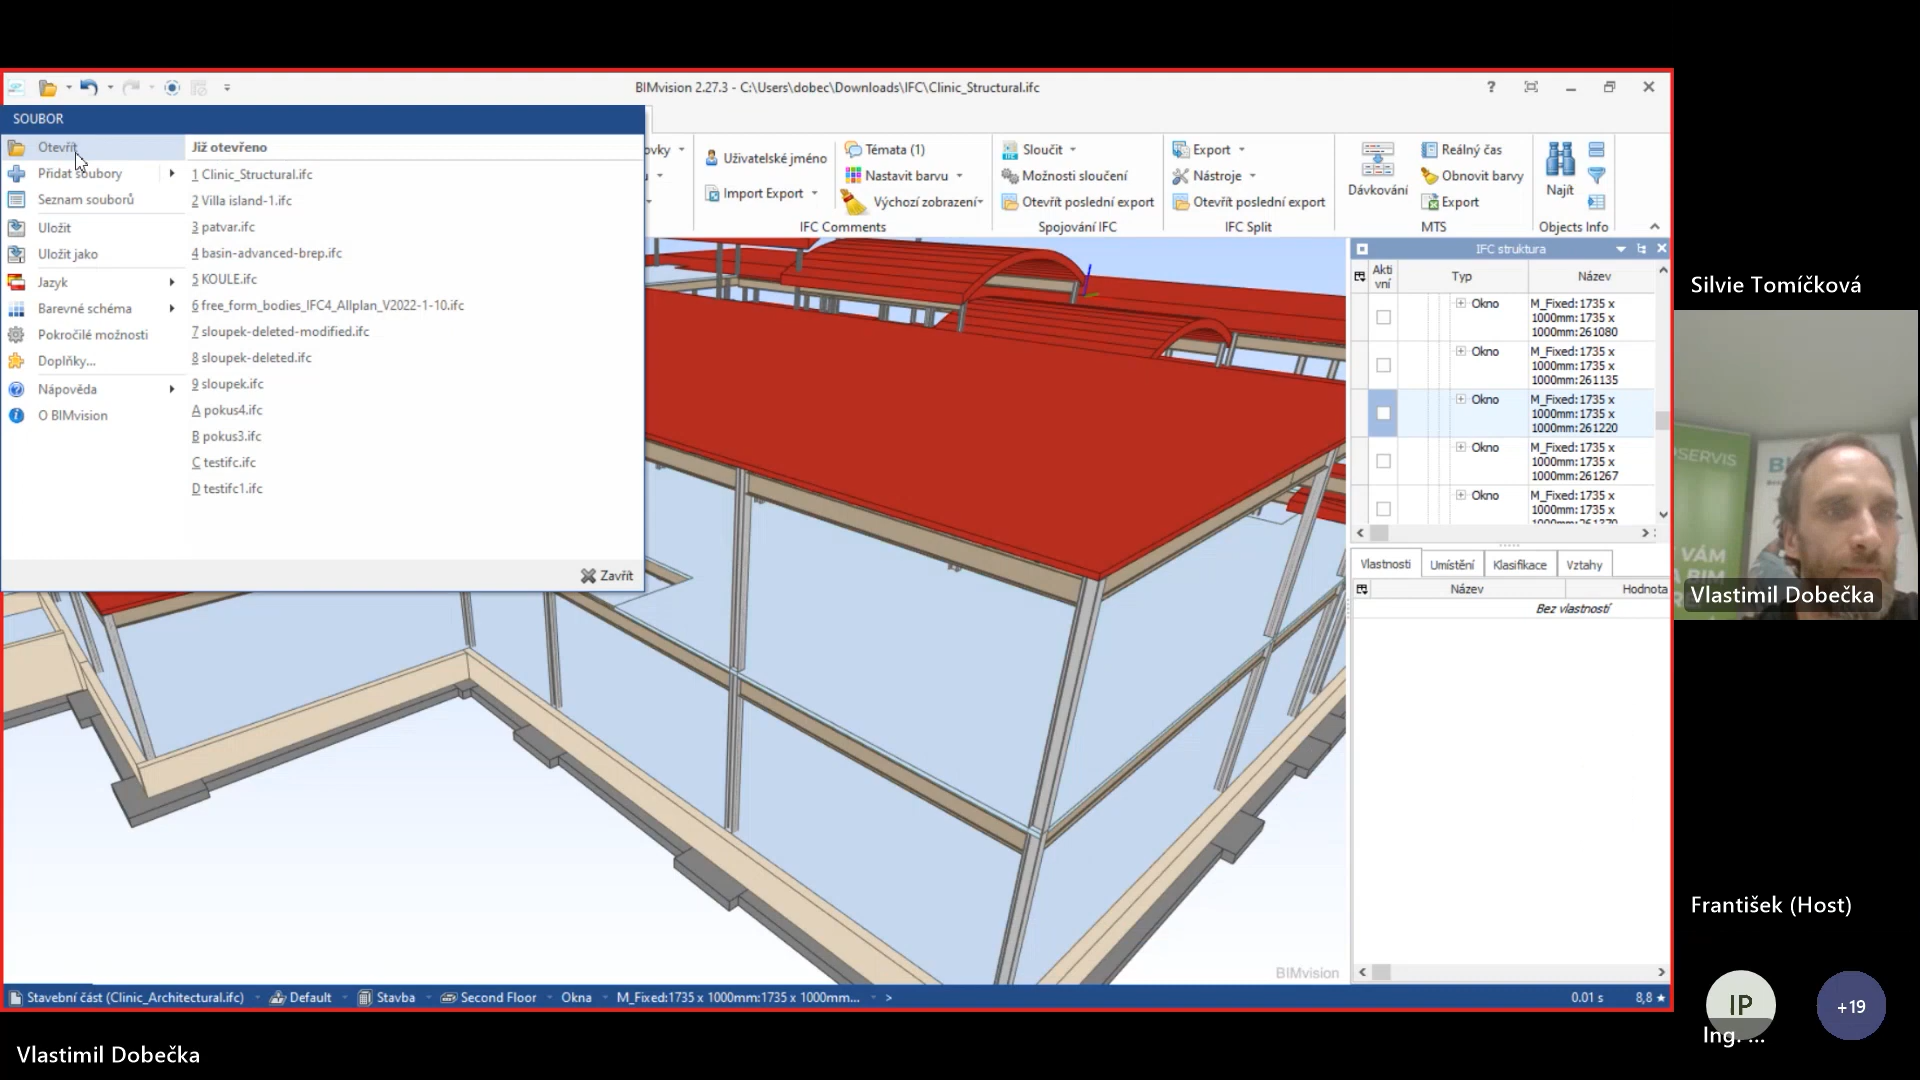 BIMvision 2.27.3 - C:\Users\dobec\Downloads\IFC\Clinic_Structural.ifc
SOUBOR
Otevřít
Přidat soubory
Seznam souborů
Uložit
Uložit jako
Jazyk
Barevné schéma
Pokročilé možnosti
Doplňky...
Nápověda
O BIMvision
Již otevřeno
1 Clinic_Structural.ifc
2 Villa island-1.ifc
3 patvar.ifc
4 basin-advanced-brep.ifc
5 KOULE.ifc
6 free_form_bodies_IFC4_Allplan_V2022-1-10.ifc
7 sloupek-deleted-modified.ifc
8 sloupek-deleted.ifc
9 sloupek.ifc
A pokus4.ifc
B pokus3.ifc
C testifc.ifc
D testifc1.ifc
Zavřít
Uživatelské jméno
Import Export
Témata (1)
Nastavit barvu
Výchozí zobrazení
IFC Comments
Sloučit
Možnosti sloučení
Otevřít poslední export
Spojování IFC
Export
Nástroje
Otevřít poslední export
IFC Split
Dávkování
Reálný čas
Obnovit barvy
Export
MTS
Najít
Objects Info
IFC struktura
Akti
vní
Typ
Název
Okno
M_Fixed:1735 x
1000mm:1735 x
1000mm:261080
Okno
M_Fixed:1735 x
1000mm:1735 x
1000mm:261135
Okno
M_Fixed:1735 x
1000mm:1735 x
1000mm:261220
Okno
M_Fixed:1735 x
1000mm:1735 x
1000mm:261267
Okno
M_Fixed:1735 x
1000mm:1735 x
Vlastnosti
Umístění
Klasifikace
Vztahy
Název
Hodnota
Bez vlastností
BIMvision
Stavební část (Clinic_Architectural.ifc)
Default
Stavba
Second Floor
Okna
M_Fixed:1735 x 1000mm:1735 x 1000mm...
0.01 s
8,8
Silvie Tomíčková
VÁM
Vlastimil Dobečka
František (Host)
IP
Ing. ...
+19
Vlastimil Dobečka